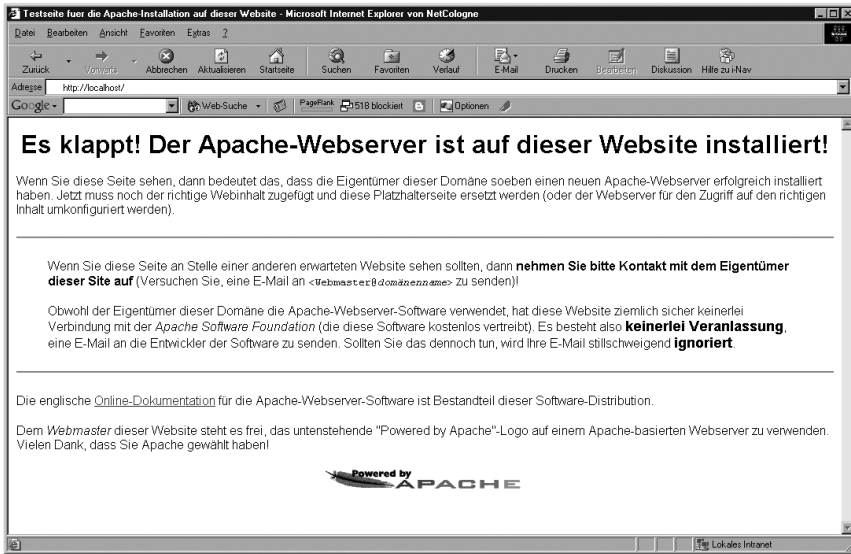 Testseite fuer die Apache-Installation auf dieser Website - Microsoft Internet Explorer von NetCologne
Datei Bearbeiten Ansicht Favoriten Extras ?
Zurück Vorwärts Abbrechen Aktualisieren Startseite Suchen Favoriten Verlauf E-Mail Drucken Bearbeiten Diskussion Hilfe zu i-Nav
Adresse http://localhost/
Google Web-Suche PageRank 518 blockiert Optionen
Es klappt! Der Apache-Webserver ist auf dieser Website installiert!
Wenn Sie diese Seite sehen, dann bedeutet das, dass die Eigentümer dieser Domäne soeben einen neuen Apache-Webserver erfolgreich installiert
haben. Jetzt muss noch der richtige Webinhalt zugefügt und diese Platzhalterseite ersetzt werden (oder der Webserver für den Zugriff auf den richtigen
Inhalt umkonfiguriert werden).
Wenn Sie diese Seite an Stelle einer anderen erwarteten Website sehen sollten, dann nehmen Sie bitte Kontakt mit dem Eigentümer
dieser Site auf (Versuchen Sie, eine E-Mail an <Webmaster@domänenname> zu senden)!
Obwohl der Eigentümer dieser Domäne die Apache-Webserver-Software verwendet, hat diese Website ziemlich sicher keinerlei
Verbindung mit der Apache Software Foundation (die diese Software kostenlos vertreibt). Es besteht also keinerlei Veranlassung,
eine E-Mail an die Entwickler der Software zu senden. Sollten Sie das dennoch tun, wird Ihre E-Mail stillschweigend ignoriert.
Die englische Online-Dokumentation für die Apache-Webserver-Software ist Bestandteil dieser Software-Distribution.
Dem Webmaster dieser Website steht es frei, das untenstehende "Powered by Apache"-Logo auf einem Apache-basierten Webserver zu verwenden.
Vielen Dank, dass Sie Apache gewählt haben!
Powered by
APACHE
Lokales Intranet